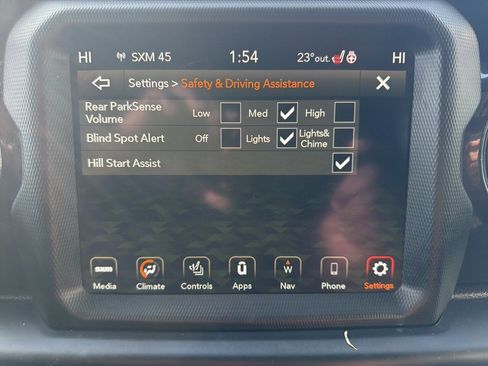 HI SXM 45 1:54 23°out. HI
Settings > Safety & Driving Assistance
Rear ParkSense
Volume
Low Med High
Blind Spot Alert Off Lights Lights&
Chime
Hill Start Assist
sxm
Media Climate Controls Apps Nav Phone Settings
W
ū